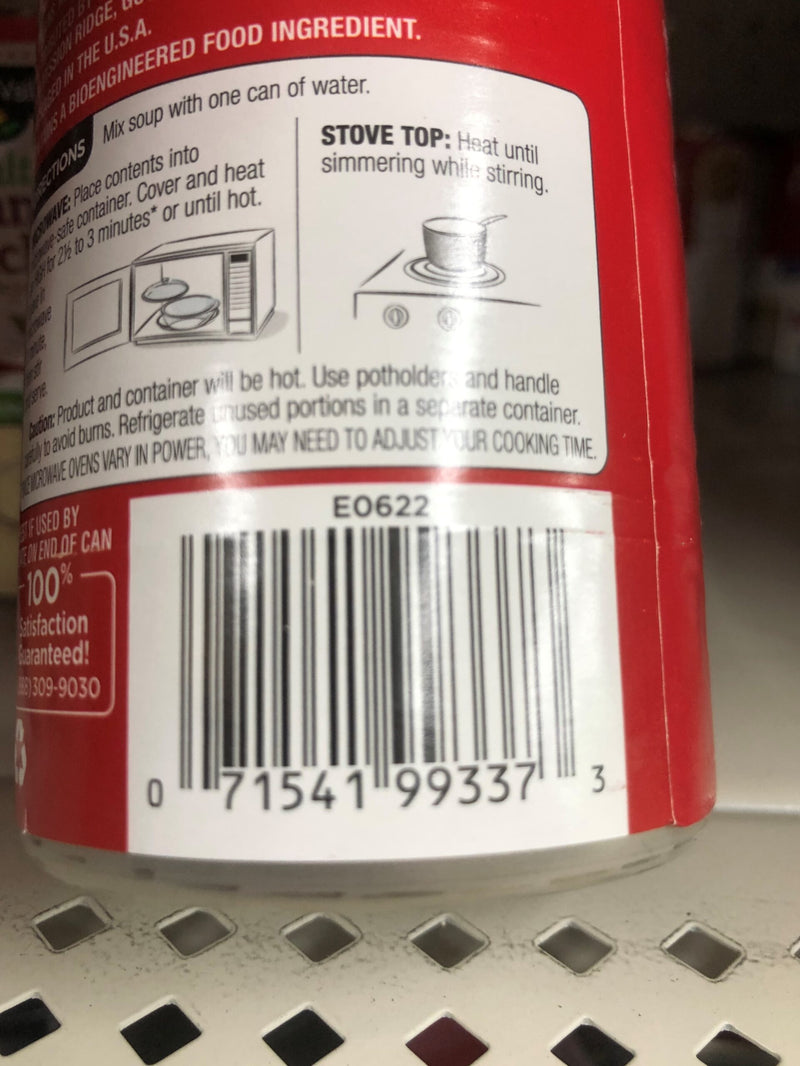 RIDGE,
IN THE U.S.A.
A BIOENGINEERED FOOD INGREDIENT.
Mix soup with one can of water.
Place contents into
container. Cover and heat
for 2½ to 3 minutes* or until hot.
STOVE TOP: Heat until
simmering while stirring.
Caution: Product and container will be hot. Use potholders and handle
to avoid burns. Refrigerate unused portions in a separate container.
MICROWAVE OVENS VARY IN POWER, YOU MAY NEED TO ADJUST YOUR COOKING TIME.
IF USED BY
ON END OF CAN
100%
Satisfaction
Guaranteed!
309-9030
E0622
0 71541 99337 3